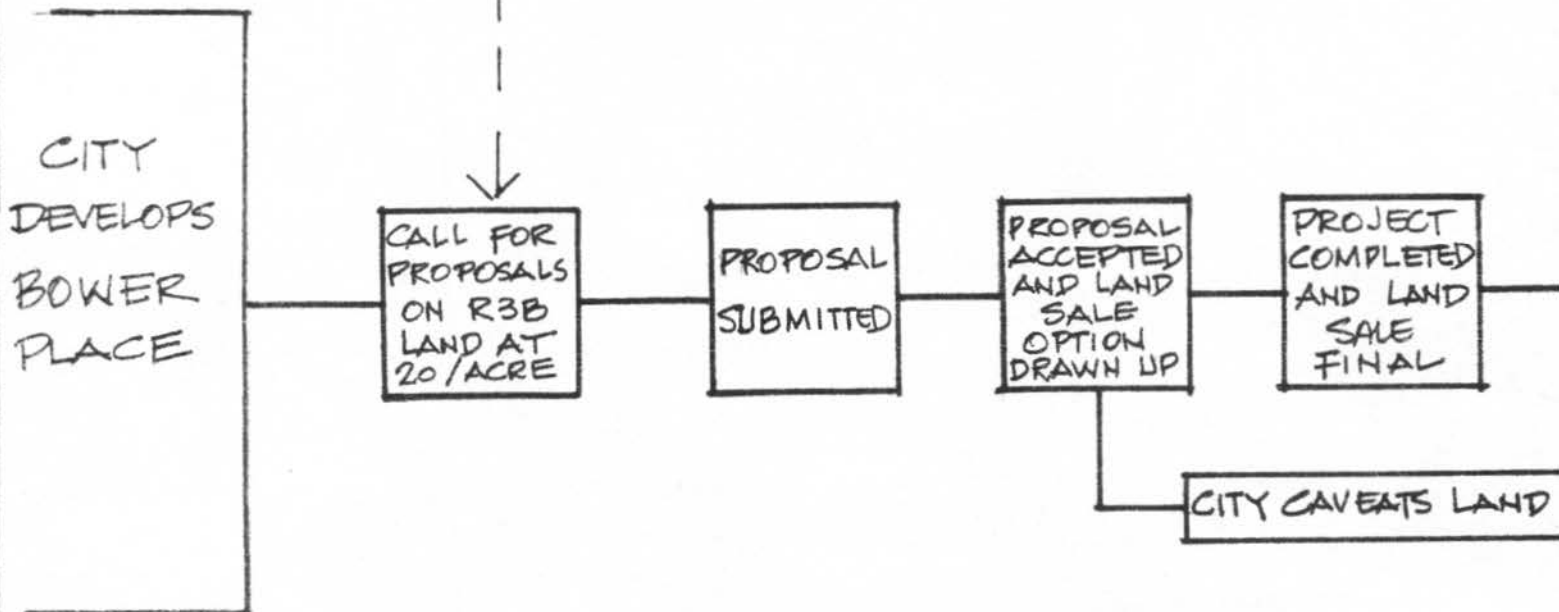 CITY
DEVELOPS
BOWER
PLACE
CALL FOR
PROPOSALS
ON R3B
LAND AT
20/ACRE
PROPOSAL
SUBMITTED
PROPOSAL
ACCEPTED
AND LAND
SALE
OPTION
DRAWN UP
PROJECT
COMPLETED
AND LAND
SALE
FINAL
CITY CAVEATS LAND